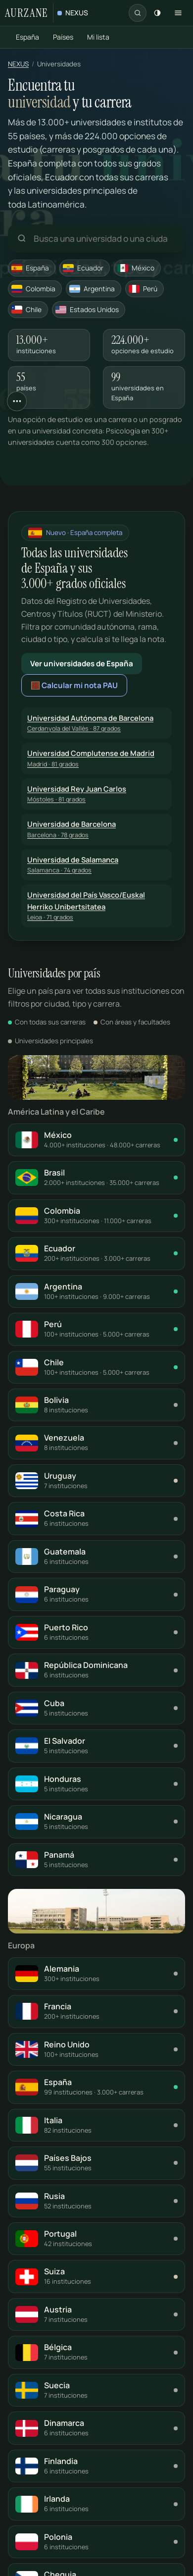 AURZANE NEXUS
España Países Mi lista
NEXUS / Universidades
Encuentra tu
universidad y tu carrera
Más de 13.000+ universidades e institutos de
55 países, y más de 224.000 opciones de
estudio (carreras y posgrados de cada una).
España completa con todos sus grados
oficiales. Ecuador con todas sus carreras
y las universidades principales de
toda Latinoamérica.
Busca una universidad o una ciuda
España Ecuador México
Colombia Argentina Perú
Chile Estados Unidos
13.000+
instituciones
224.000+
opciones de estudio
55
países
99
universidades en
España
Una opción de estudio es una carrera o un posgrado
en una universidad concreta. Psicología en 300+
universidades cuenta como 300 opciones.
Nuevo · España completa
Todas las universidades
de España y sus
3.000+ grados oficiales
Datos del Registro de Universidades,
Centros y Títulos (RUCT) del Ministerio.
Filtra por comunidad autónoma, rama,
ciudad o tipo, y calcula si te llega la nota.
Ver universidades de España
Calcular mi nota PAU
Universidad Autónoma de Barcelona
Cerdanyola del Vallès · 87 grados
Universidad Complutense de Madrid
Madrid · 81 grados
Universidad Rey Juan Carlos
Móstoles · 81 grados
Universidad de Barcelona
Barcelona · 78 grados
Universidad de Salamanca
Salamanca · 74 grados
Universidad del País Vasco/Euskal
Herriko Unibertsitatea
Leioa · 71 grados
Universidades por país
Elige un país para ver todas sus instituciones con
filtros por ciudad, tipo y carrera.
Con todas sus carreras Con áreas y facultades
Universidades principales
América Latina y el Caribe
México
4.000+ instituciones · 48.000+ carreras
Brasil
2.000+ instituciones · 35.000+ carreras
Colombia
300+ instituciones · 11.000+ carreras
Ecuador
200+ instituciones · 3.000+ carreras
Argentina
100+ instituciones · 9.000+ carreras
Perú
100+ instituciones · 5.000+ carreras
Chile
100+ instituciones · 5.000+ carreras
Bolivia
8 instituciones
Venezuela
8 instituciones
Uruguay
7 instituciones
Costa Rica
6 instituciones
Guatemala
6 instituciones
Paraguay
6 instituciones
Puerto Rico
6 instituciones
República Dominicana
6 instituciones
Cuba
5 instituciones
El Salvador
5 instituciones
Honduras
5 instituciones
Nicaragua
5 instituciones
Panamá
5 instituciones
Europa
Alemania
300+ instituciones
Francia
200+ instituciones
Reino Unido
100+ instituciones
España
99 instituciones · 3.000+ carreras
Italia
82 instituciones
Países Bajos
55 instituciones
Rusia
52 instituciones
Portugal
42 instituciones
Suiza
16 instituciones
Austria
7 instituciones
Bélgica
7 instituciones
Suecia
7 instituciones
Dinamarca
6 instituciones
Finlandia
6 instituciones
Irlanda
6 instituciones
Polonia
6 instituciones
Chequia